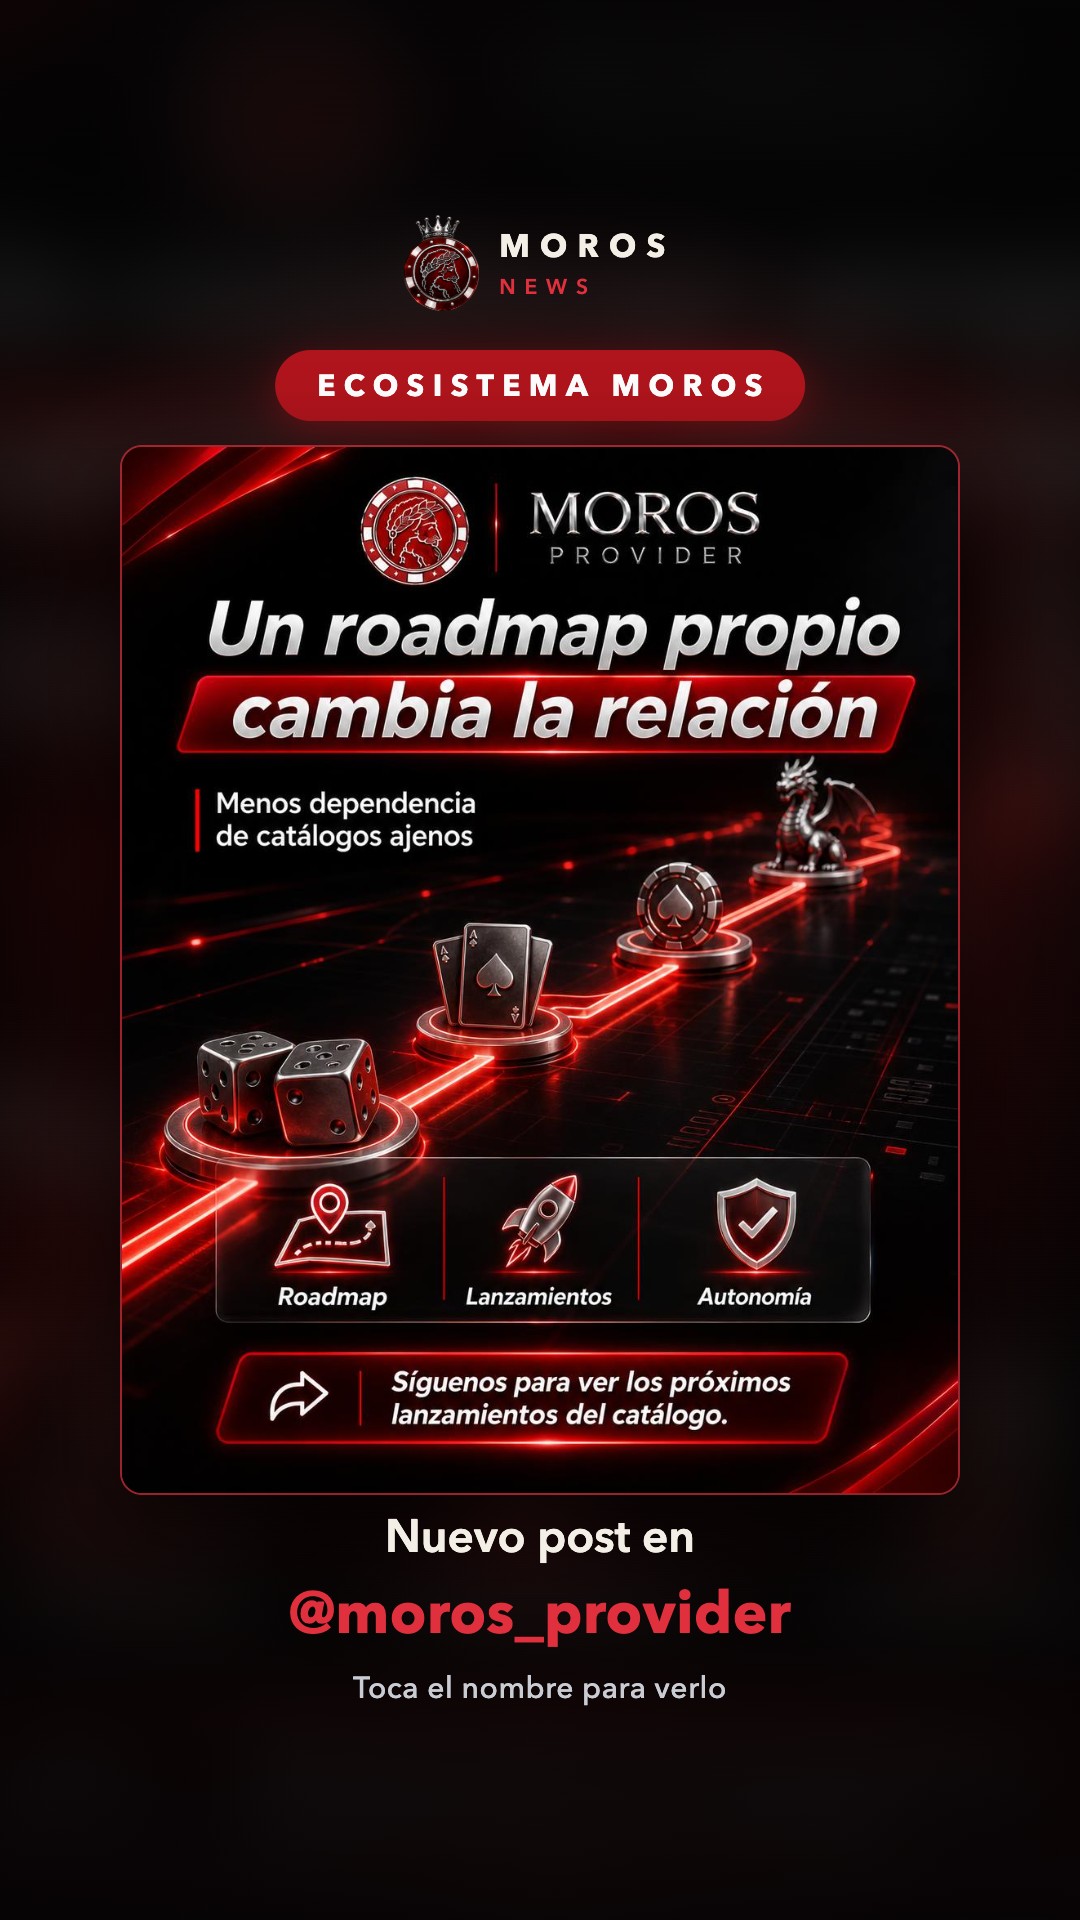 MOROS
NEWS
ECOSISTEMA MOROS
MOROS
PROVIDER
Un roadmap propio
cambia la relación
Menos dependencia
de catálogos ajenos
Roadmap
Lanzamientos
Autonomía
Síguenos para ver los próximos
lanzamientos del catálogo.
Nuevo post en
@moros_provider
Toca el nombre para verlo